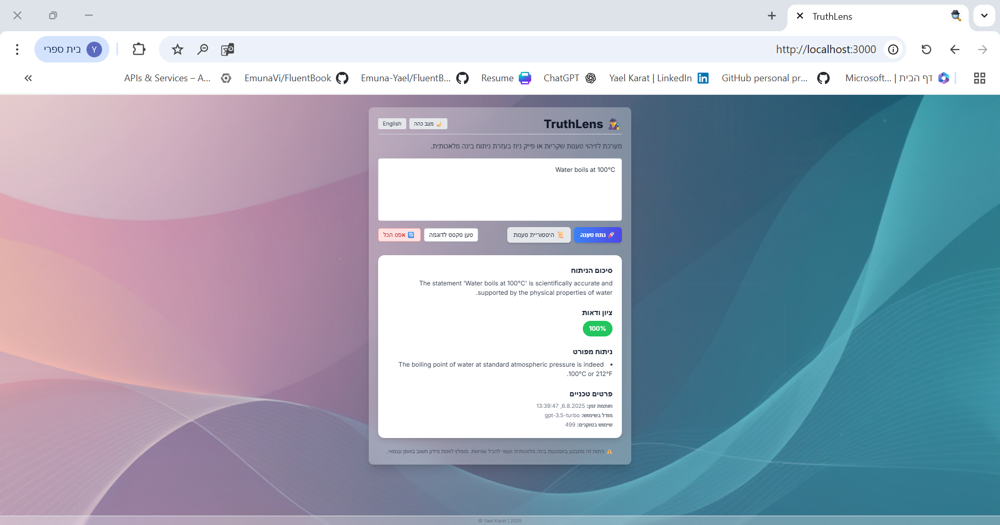 TruthLens
http://localhost:3000
בית ספרי
Y
דף הבית | Microsoft...
GitHub personal pr...
Yael Karat | LinkedIn
ChatGPT
Resume
Emuna-Yael/FluentB...
EmunaVi/FluentBook
APIs & Services – A...
TruthLens
מצב כהה
English
מערכת לזיהוי טענות שקריות או פייק ניוז בעזרת ניתוח בינה מלאכותית.
Water boils at 100°C
נתח טענה
היסטוריית טענות
טען טקסט לדוגמה
אפס הכל
סיכום הניתוח
The statement 'Water boils at 100°C' is scientifically accurate and
supported by the physical properties of water.
ציון ודאות
100%
ניתוח מפורט
• The boiling point of water at standard atmospheric pressure is indeed
100°C or 212°F.
פרטים טכניים
חותמת זמן: 6.8.2025, 13:39:47
מודל בשימוש: gpt-3.5-turbo
שימוש בטוקנים: 499
⚠️ ניתוח זה מתבצע באמצעות בינה מלאכותית ועשוי להכיל שגיאות. מומלץ לאמת מידע חשוב באופן עצמאי.
© Yael Karat | 2025